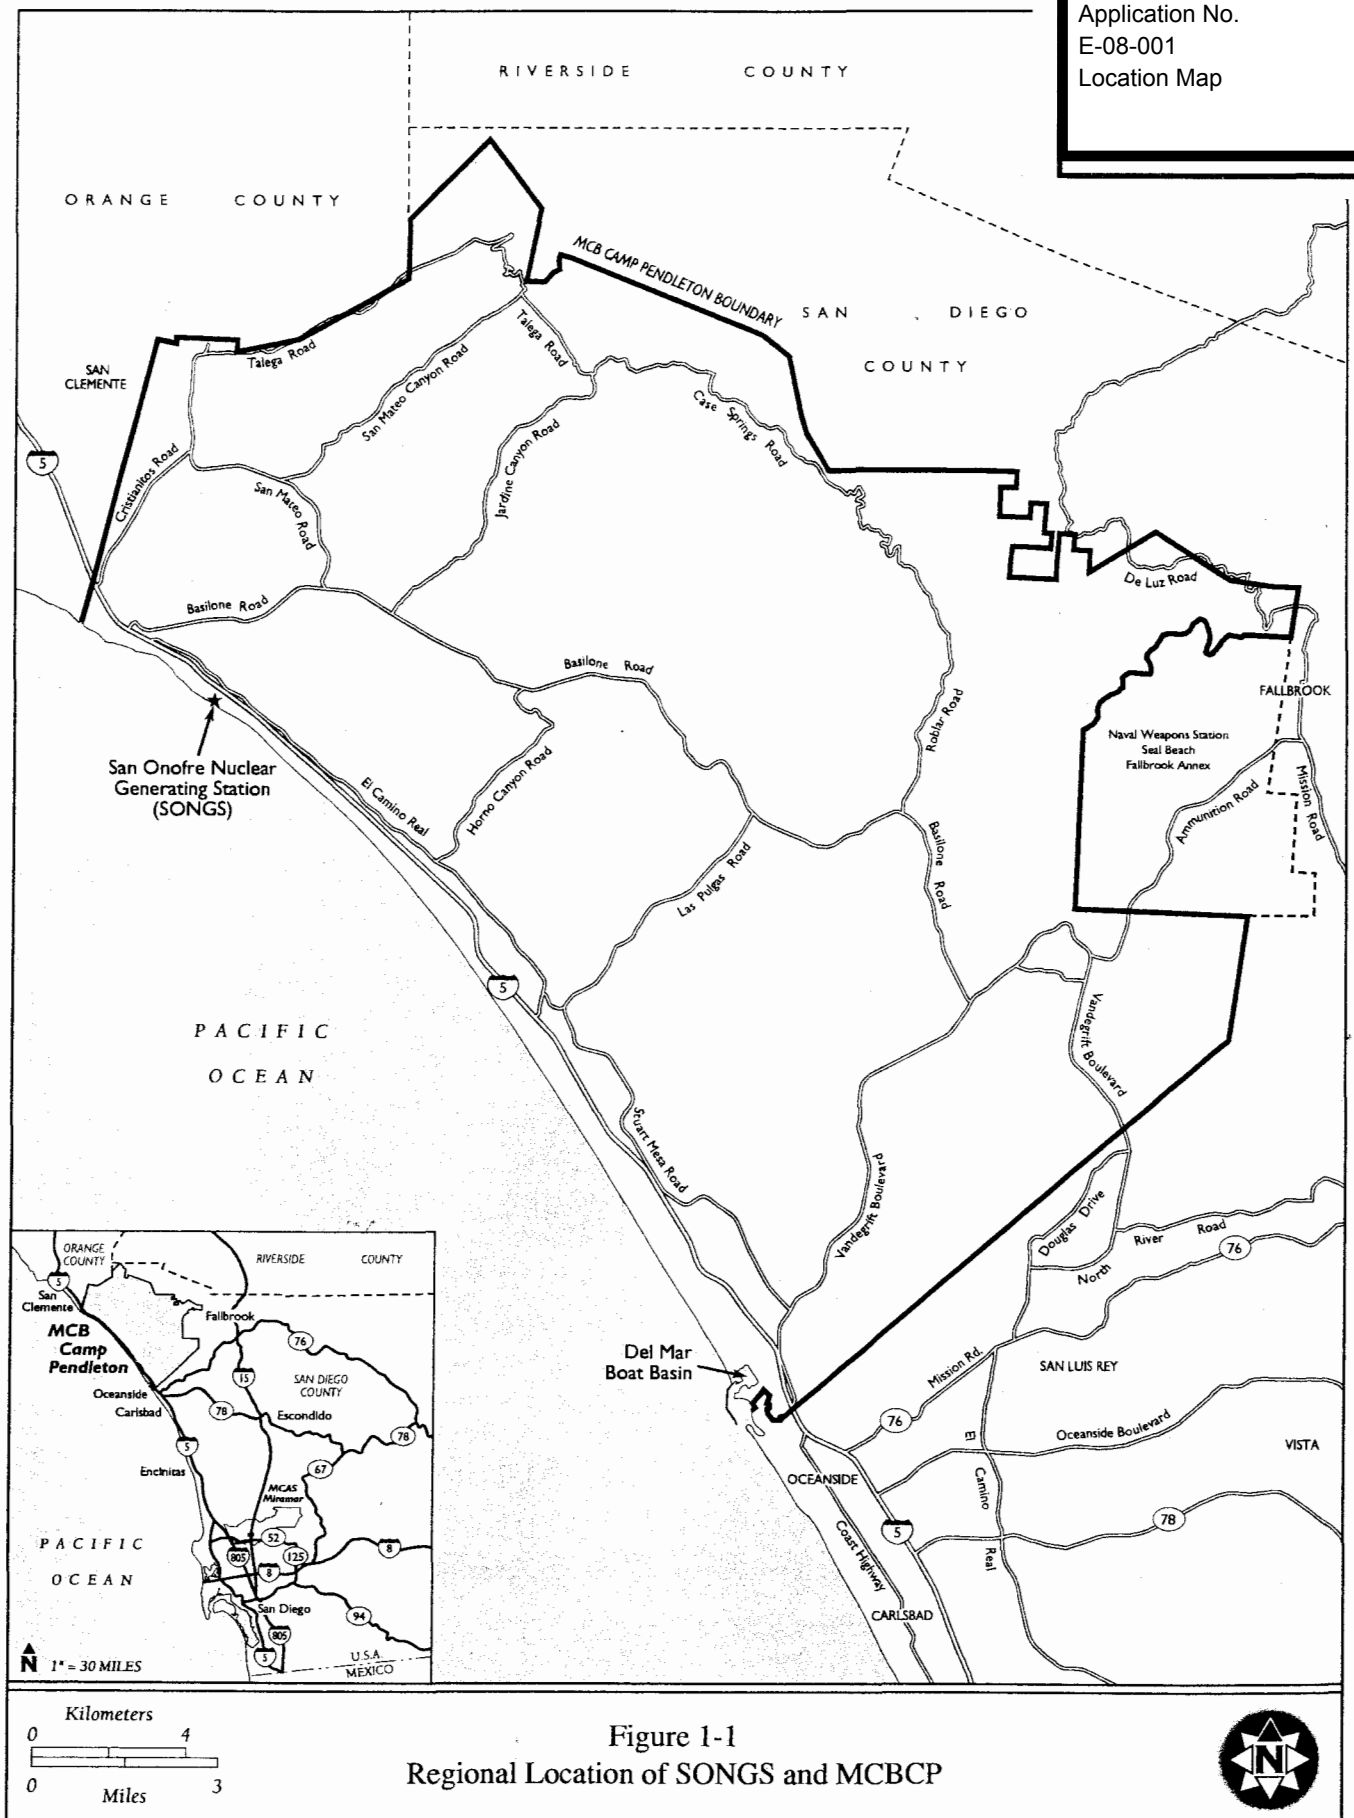 Application No.
E-08-001
Location Map
RIVERSIDE COUNTY
ORANGE COUNTY
MCB CAMP PENDLETON BOUNDARY
SAN DIEGO
COUNTY
SAN
CLEMENTE
Talega Road
Talega Road
San Mateo Canyon Road
Case Springs Road
Jardine Canyon Road
5
Cristianitos Road
San Mateo Road
De Luz Road
Basilone Road
Basilone Road
FALLBROOK
Roblar Road
Naval Weapons Station
Seal Beach
Fallbrook Annex
San Onofre Nuclear
Generating Station
(SONGS)
El Camino Real
Horno Canyon Road
Ammunition Road
Mission Road
Las Pulgas Road
Basilone Road
5
PACIFIC
OCEAN
Vandegrift Boulevard
Stuart Mesa Road
Vandegrift Boulevard
Douglas Drive
North River Road
76
Del Mar
Boat Basin
Mission Rd.
SAN LUIS REY
76
El Camino Real
Oceanside Boulevard
VISTA
OCEANSIDE
5
78
Coast Highway
CARLSBAD
ORANGE
COUNTY
RIVERSIDE COUNTY
5
San
Clemente
Fallbrook
MCB
Camp
Pendleton
76
15
SAN DIEGO
COUNTY
Oceanside
Carlsbad
78
Escondido
78
5
Encinitas
67
MCAS
Miramar
PACIFIC
OCEAN
52
805
125
8
8
San Diego
94
805
5
U.S.A.
MEXICO
N 1" = 30 MILES
Kilometers
0 4
0 3
Miles
Figure 1-1
Regional Location of SONGS and MCBCP
N